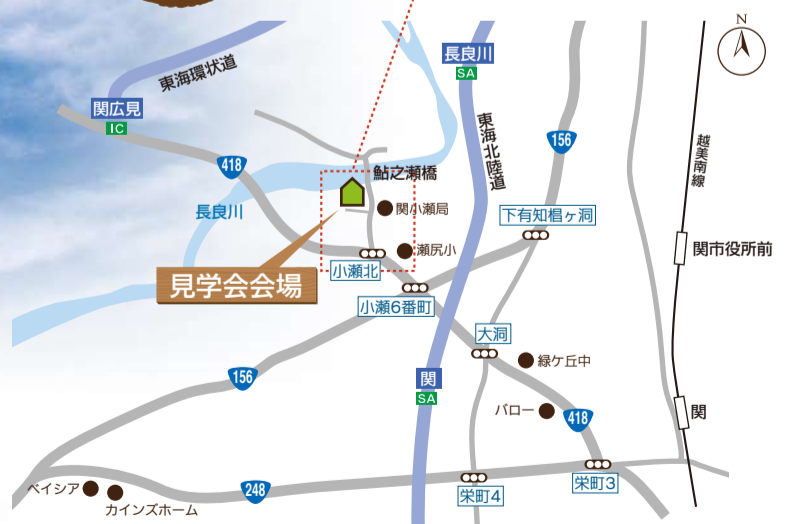 N
長良川
SA
東海環状道
関広見
IC
東海北陸道
156
越美南線
418
鮎之瀬橋
長良川
関小瀬局
下有知椙ヶ洞
瀬尻小
関市役所前
小瀬北
見学会会場
小瀬6番町
大洞
緑ケ丘中
156
関
SA
バロー
418
関
ベイシア
カインズホーム
248
栄町4
栄町3